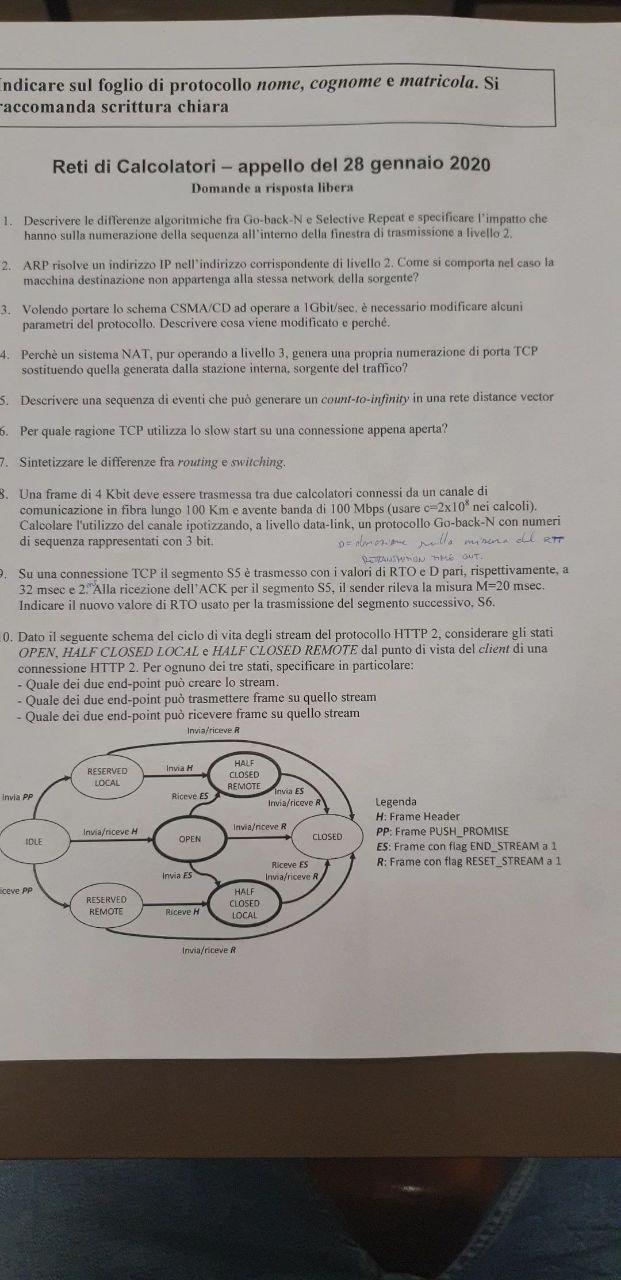 Indicare sul foglio di protocollo nome, cognome e matricola. Si
raccomanda scrittura chiara
Reti di Calcolatori – appello del 28 gennaio 2020
Domande a risposta libera
1. Descrivere le differenze algoritmiche fra Go-back-N e Selective Repeat e specificare l'impatto che
hanno sulla numerazione della sequenza all'interno della finestra di trasmissione a livello 2.
2. ARP risolve un indirizzo IP nell'indirizzo corrispondente di livello 2. Come si comporta nel caso la
macchina destinazione non appartenga alla stessa network della sorgente?
3. Volendo portare lo schema CSMA/CD ad operare a 1Gbit/sec, è necessario modificare alcuni
parametri del protocollo. Descrivere cosa viene modificato e perché.
4. Perchè un sistema NAT, pur operando a livello 3, genera una propria numerazione di porta TCP
sostituendo quella generata dalla stazione interna, sorgente del traffico?
5. Descrivere una sequenza di eventi che può generare un count-to-infinity in una rete distance vector
6. Per quale ragione TCP utilizza lo slow start su una connessione appena aperta?
7. Sintetizzare le differenze fra routing e switching.
8. Una frame di 4 Kbit deve essere trasmessa tra due calcolatori connessi da un canale di
comunicazione in fibra lungo 100 Km e avente banda di 100 Mbps (usare c=2x10⁸ nei calcoli).
Calcolare l'utilizzo del canale ipotizzando, a livello data-link, un protocollo Go-back-N con numeri
di sequenza rappresentati con 3 bit.
D= deviazione nella misura del RTT
RETRANSMITION TIME OUT.
9. Su una connessione TCP il segmento S5 è trasmesso con i valori di RTO e D pari, rispettivamente, a
32 msec e 2. ms Alla ricezione dell'ACK per il segmento S5, il sender rileva la misura M=20 msec.
Indicare il nuovo valore di RTO usato per la trasmissione del segmento successivo, S6.
0. Dato il seguente schema del ciclo di vita degli stream del protocollo HTTP 2, considerare gli stati
OPEN, HALF CLOSED LOCAL e HALF CLOSED REMOTE dal punto di vista del client di una
connessione HTTP 2. Per ognuno dei tre stati, specificare in particolare:
- Quale dei due end-point può creare lo stream.
- Quale dei due end-point può trasmettere frame su quello stream
- Quale dei due end-point può ricevere frame su quello stream
Invia/riceve R
RESERVED
LOCAL
Invia H
HALF
CLOSED
REMOTE
Invia PP
Riceve ES
Invia ES
Invia/riceve R
IDLE
Invia/riceve H
OPEN
Invia/riceve R
CLOSED
Invia ES
Riceve ES
Invia/riceve R
iceve PP
RESERVED
REMOTE
Riceve H
HALF
CLOSED
LOCAL
Invia/riceve R
Legenda
H: Frame Header
PP: Frame PUSH_PROMISE
ES: Frame con flag END_STREAM a 1
R: Frame con flag RESET_STREAM a 1